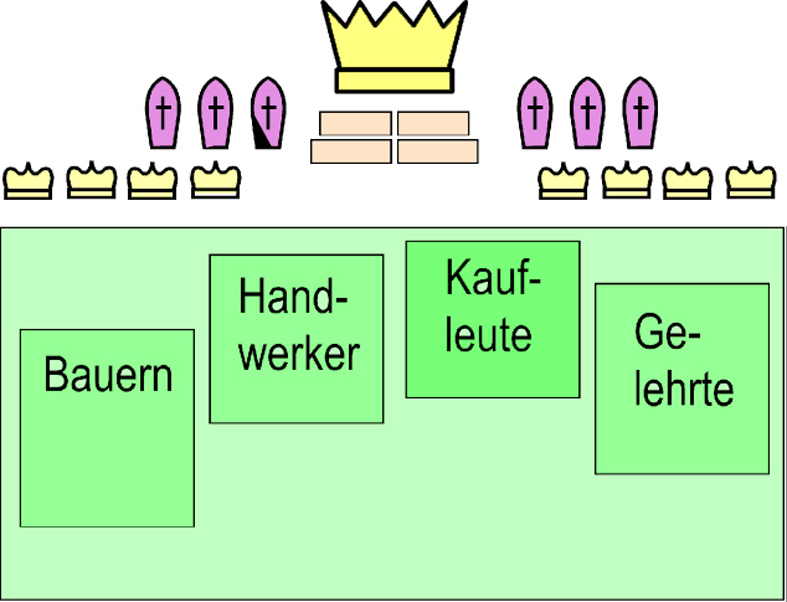 Bauern
Hand-
werker
Kauf-
leute
Ge-
lehrte